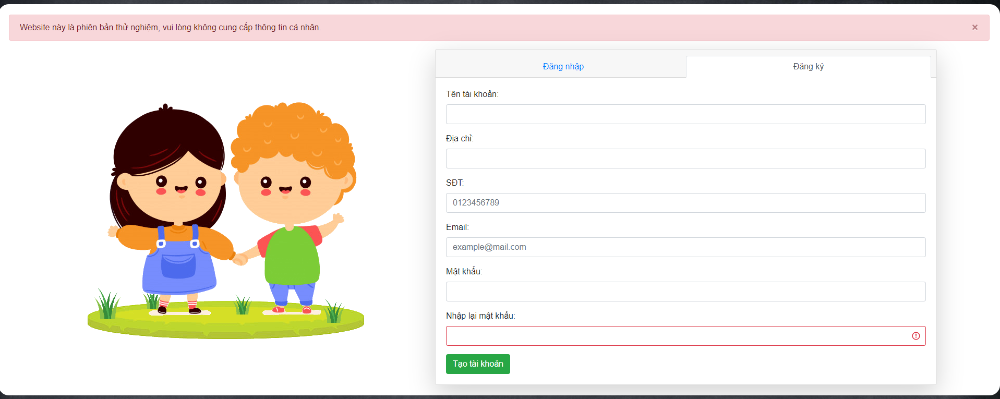 Website này là phiên bản thử nghiệm, vui lòng không cung cấp thông tin cá nhân.
×
Đăng nhập
Đăng ký
Tên tài khoản:
Địa chỉ:
SĐT:
0123456789
Email:
example@mail.com
Mật khẩu:
Nhập lại mật khẩu:
Tạo tài khoản